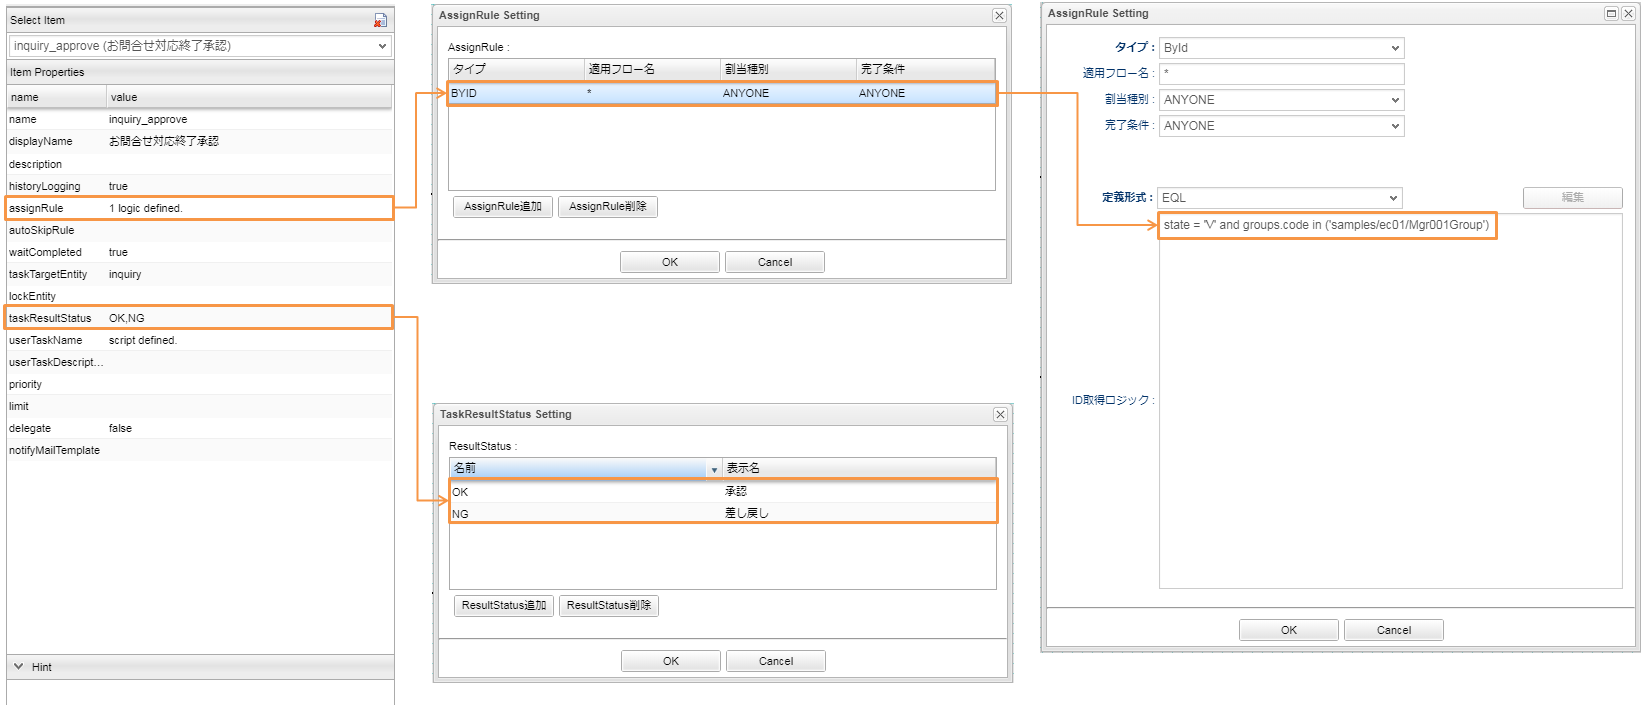 Select Item
inquiry_approve (お問合せ対応終了承認)
Item Properties
name value
name inquiry_approve
displayName お問合せ対応終了承認
description
historyLogging true
assignRule 1 logic defined.
autoSkipRule
waitCompleted true
taskTargetEntity inquiry
lockEntity
taskResultStatus OK,NG
userTaskName script defined.
userTaskDescript...
priority
limit
delegate false
notifyMailTemplate
Hint
AssignRule Setting
AssignRule :
タイプ 適用フロー名 割当種別 完了条件
BYID * ANYONE ANYONE
AssignRule追加 AssignRule削除
OK Cancel
TaskResultStatus Setting
ResultStatus :
名前 表示名
OK 承認
NG 差し戻し
ResultStatus追加 ResultStatus削除
OK Cancel
AssignRule Setting
タイプ : ById
適用フロー名 : *
割当種別 : ANYONE
完了条件 : ANYONE
定義形式 : EQL 編集
state = 'V' and groups.code in ('samples/ec01/Mgr001Group')
ID取得ロジック :
OK Cancel